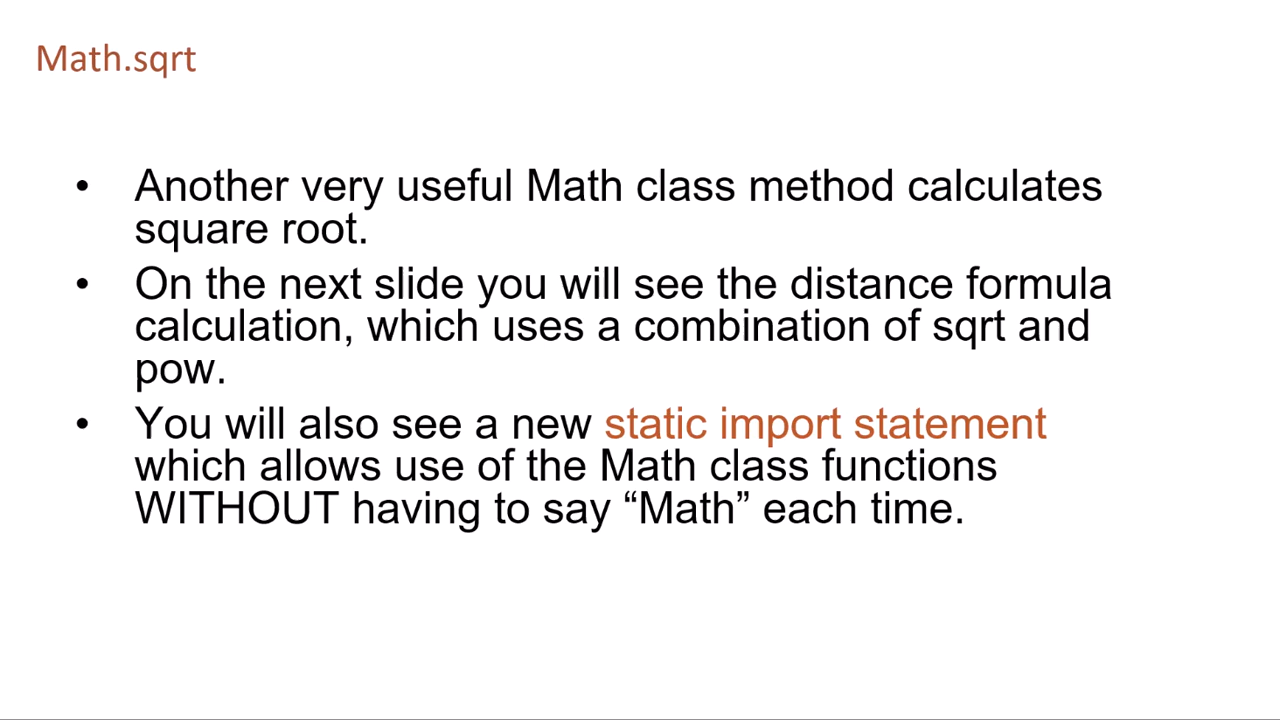 Math.sqrt
• Another very useful Math class method calculates
square root.
• On the next slide you will see the distance formula
calculation, which uses a combination of sqrt and
pow.
• You will also see a new static import statement
which allows use of the Math class functions
WITHOUT having to say “Math” each time.